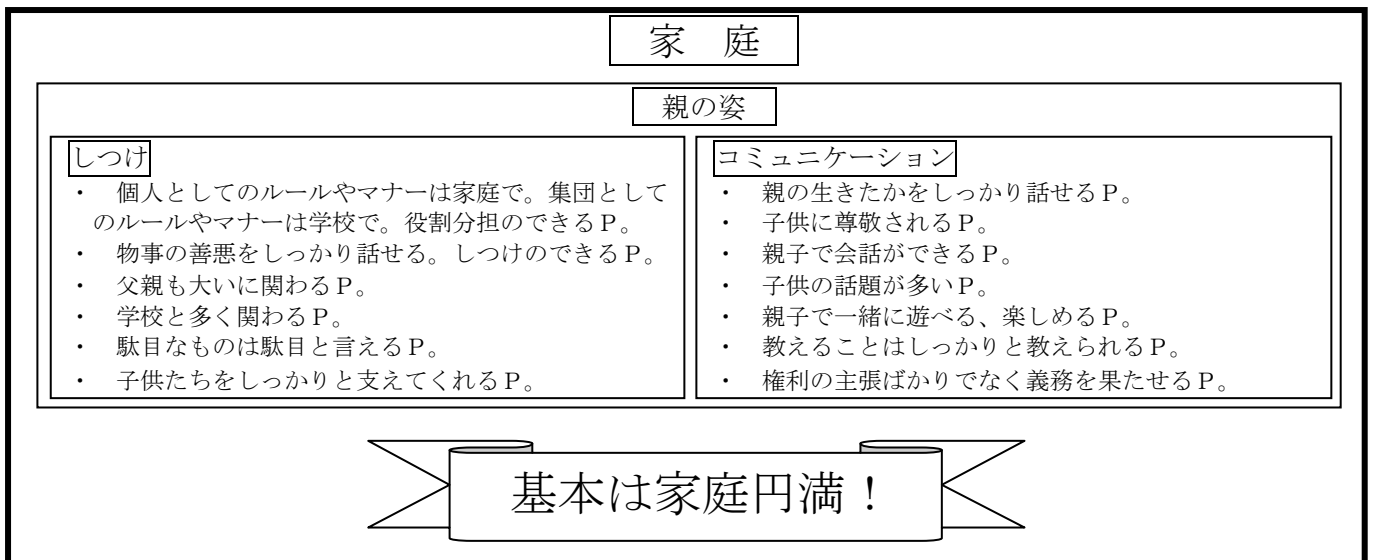 家　庭
親の姿
しつけ
・　個人としてのルールやマナーは家庭で。集団として
のルールやマナーは学校で。役割分担のできるＰ。
・　物事の善悪をしっかり話せる。しつけのできるＰ。
・　父親も大いに関わるＰ。
・　学校と多く関わるＰ。
・　駄目なものは駄目と言えるＰ。
・　子供たちをしっかりと支えてくれるＰ。
コミュニケーション
・　親の生きたかをしっかり話せるＰ。
・　子供に尊敬されるＰ。
・　親子で会話ができるＰ。
・　子供の話題が多いＰ。
・　親子で一緒に遊べる、楽しめるＰ。
・　教えることはしっかりと教えられるＰ。
・　権利の主張ばかりでなく義務を果たせるＰ。
基本は家庭円満！